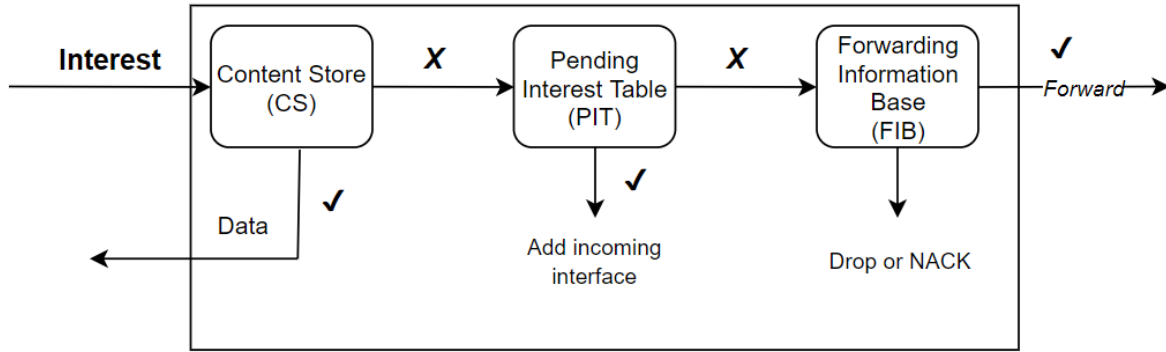 Interest
Content Store
(CS)
X
Pending
Interest Table
(PIT)
X
Forwarding
Information
Base
(FIB)
✓
Forward
✓
Data
✓
Add incoming
interface
Drop or NACK